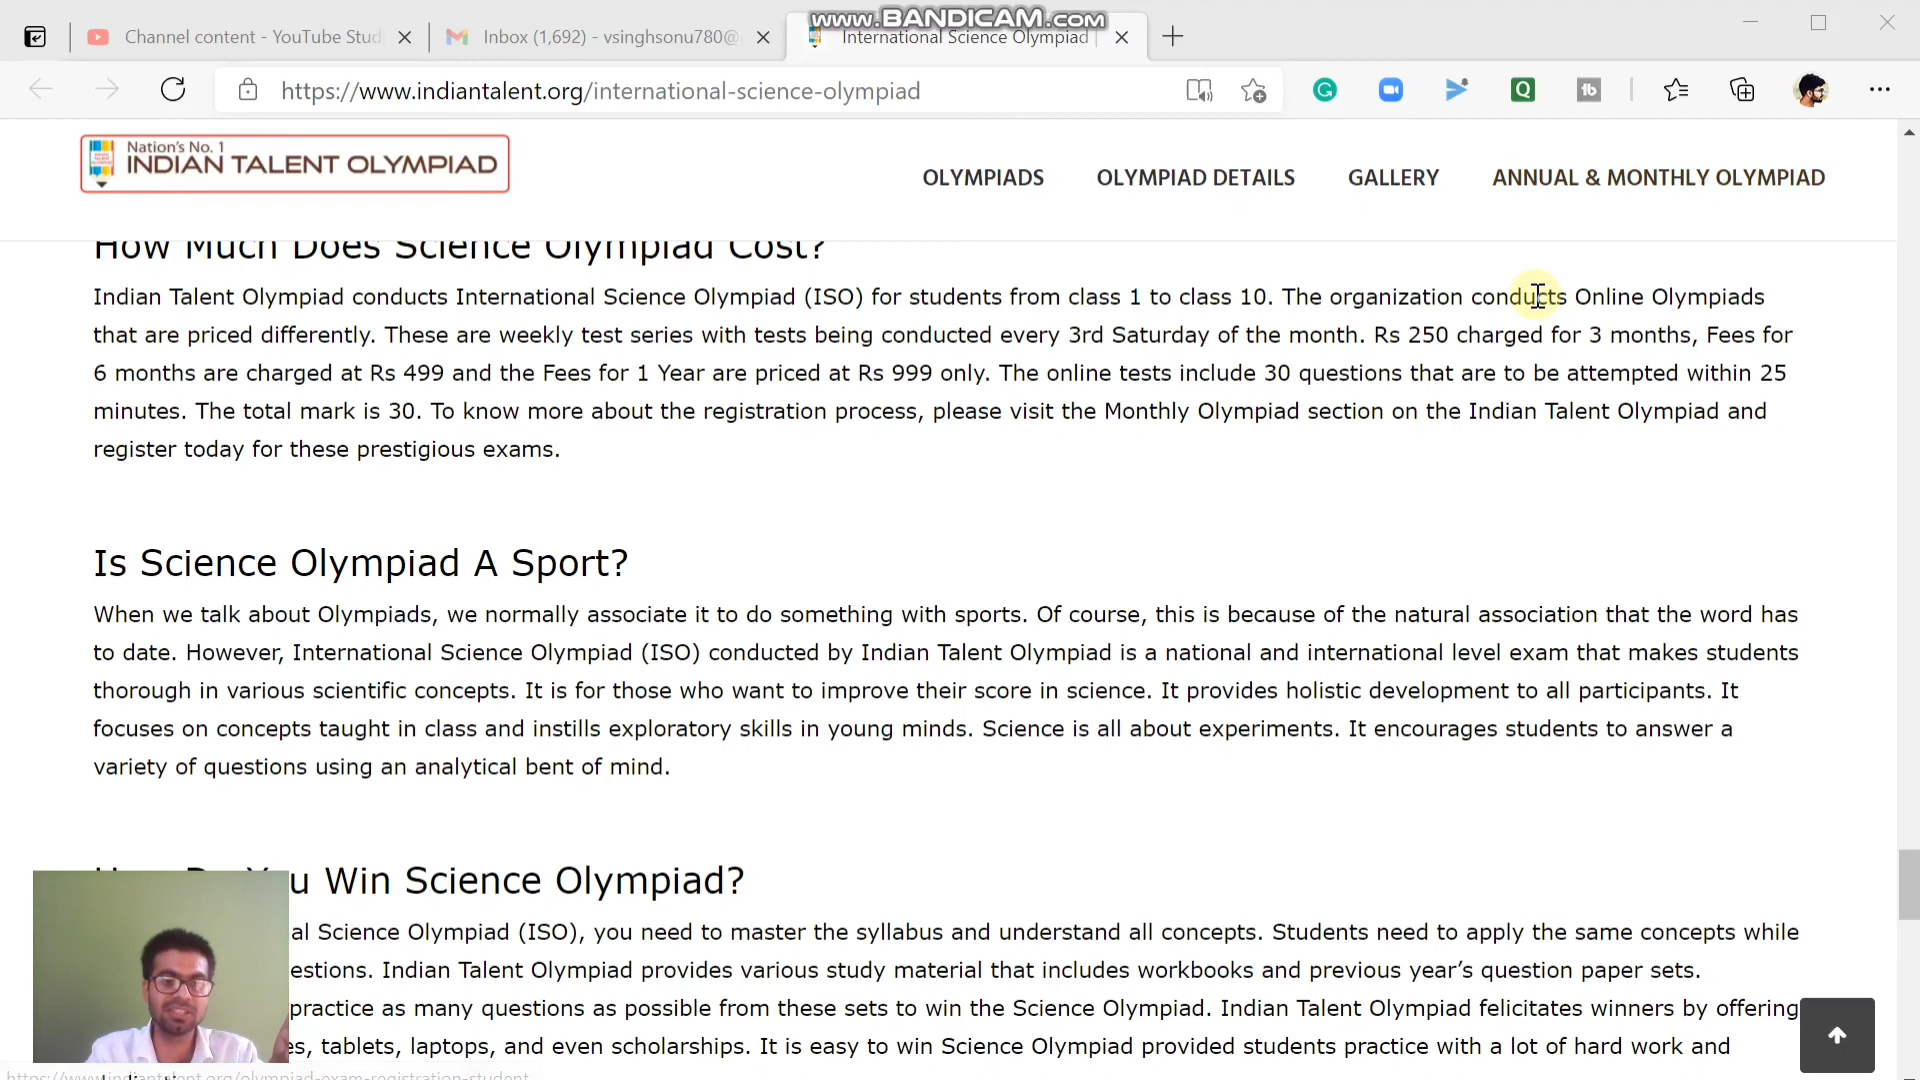 www.BANDICAM.com
Channel content - YouTube Stud
Inbox (1,692) - vsinghsonu780@
International Science Olympiad
https://www.indiantalent.org/international-science-olympiad
Nation's No. 1
INDIAN TALENT OLYMPIAD
OLYMPIADS
OLYMPIAD DETAILS
GALLERY
ANNUAL & MONTHLY OLYMPIAD
How Much Does Science Olympiad Cost?
Indian Talent Olympiad conducts International Science Olympiad (ISO) for students from class 1 to class 10. The organization conducts Online Olympiads
that are priced differently. These are weekly test series with tests being conducted every 3rd Saturday of the month. Rs 250 charged for 3 months, Fees for
6 months are charged at Rs 499 and the Fees for 1 Year are priced at Rs 999 only. The online tests include 30 questions that are to be attempted within 25
minutes. The total mark is 30. To know more about the registration process, please visit the Monthly Olympiad section on the Indian Talent Olympiad and
register today for these prestigious exams.
Is Science Olympiad A Sport?
When we talk about Olympiads, we normally associate it to do something with sports. Of course, this is because of the natural association that the word has
to date. However, International Science Olympiad (ISO) conducted by Indian Talent Olympiad is a national and international level exam that makes students
thorough in various scientific concepts. It is for those who want to improve their score in science. It provides holistic development to all participants. It
focuses on concepts taught in class and instills exploratory skills in young minds. Science is all about experiments. It encourages students to answer a
variety of questions using an analytical bent of mind.
u Win Science Olympiad?
al Science Olympiad (ISO), you need to master the syllabus and understand all concepts. Students need to apply the same concepts while
estions. Indian Talent Olympiad provides various study material that includes workbooks and previous year's question paper sets.
practice as many questions as possible from these sets to win the Science Olympiad. Indian Talent Olympiad felicitates winners by offering
es, tablets, laptops, and even scholarships. It is easy to win Science Olympiad provided students practice with a lot of hard work and
https://www.indiantalent.org/olympiad-exam-registration-student